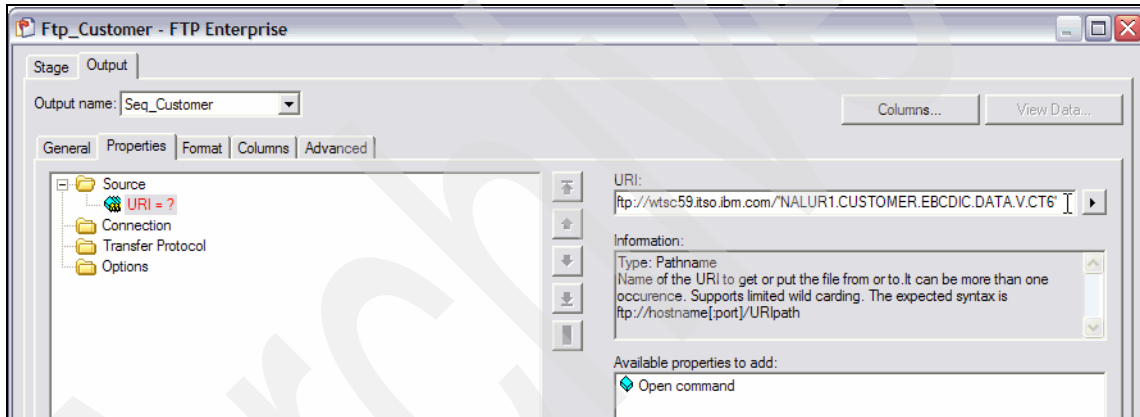 Ftp_Customer - FTP Enterprise
Stage Output
Output name: Seq_Customer
Columns... View Data...
General Properties Format Columns Advanced
Source
URI = ?
Connection
Transfer Protocol
Options
URI:
ftp://wtsc59.itso.ibm.com/'NALUR1.CUSTOMER.EBCDIC.DATA.V.CT6'
Information:
Type: Pathname
Name of the URI to get or put the file from or to.It can be more than one
occurence. Supports limited wild carding. The expected syntax is
ftp://hostname[:port]/URIpath
Available properties to add:
Open command